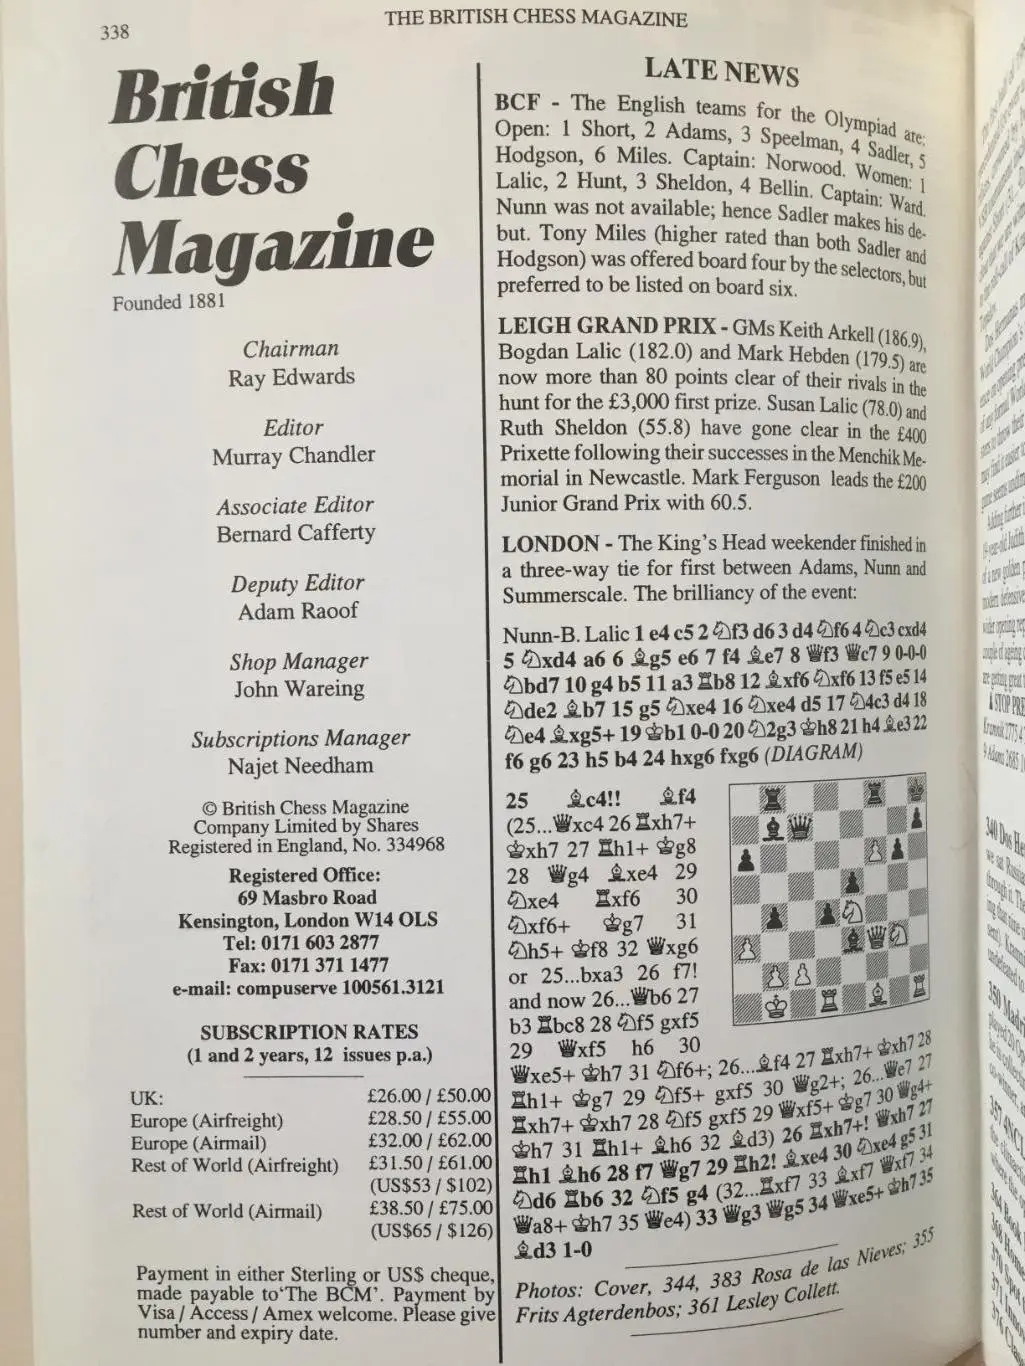 338
THE BRITISH CHESS MAGAZINE
British
Chess
Magazine
Founded 1881
Chairman
Ray Edwards
Editor
Murray Chandler
Associate Editor
Bernard Cafferty
Deputy Editor
Adam Raoof
Shop Manager
John Wareing
Subscriptions Manager
Najet Needham
© British Chess Magazine
Company Limited by Shares
Registered in England, No. 334968
Registered Office:
69 Masbro Road
Kensington, London W14 OLS
Tel: 0171 603 2877
Fax: 0171 371 1477
e-mail: compuserve 100561.3121
SUBSCRIPTION RATES
(1 and 2 years, 12 issues p.a.)
UK: £26.00 / £50.00
Europe (Airfreight) £28.50 / £55.00
Europe (Airmail) £32.00 / £62.00
Rest of World (Airfreight) £31.50 / £61.00
(US$53 / $102)
Rest of World (Airmail) £38.50 / £75.00
(US$65 / $126)
Payment in either Sterling or US$ cheque,
made payable to 'The BCM'. Payment by
Visa / Access / Amex welcome. Please give
number and expiry date.
LATE NEWS
BCF - The English teams for the Olympiad are:
Open: 1 Short, 2 Adams, 3 Speelman, 4 Sadler, 5
Hodgson, 6 Miles. Captain: Norwood. Women: 1
Lalic, 2 Hunt, 3 Sheldon, 4 Bellin. Captain: Ward.
Nunn was not available; hence Sadler makes his de-
but. Tony Miles (higher rated than both Sadler and
Hodgson) was offered board four by the selectors, but
preferred to be listed on board six.
LEIGH GRAND PRIX - GMs Keith Arkell (186.9),
Bogdan Lalic (182.0) and Mark Hebden (179.5) are
now more than 80 points clear of their rivals in the
hunt for the £3,000 first prize. Susan Lalic (78.0) and
Ruth Sheldon (55.8) have gone clear in the £400
Prixette following their successes in the Menchik Me-
morial in Newcastle. Mark Ferguson leads the £200
Junior Grand Prix with 60.5.
LONDON - The King's Head weekender finished in
a three-way tie for first between Adams, Nunn and
Summerscale. The brilliancy of the event:
Nunn-B. Lalic 1 e4 c5 2 ♘f3 d6 3 d4 ♘f6 4 ♘c3 cxd4
5 ♘xd4 a6 6 ♗g5 e6 7 f4 ♗e7 8 ♕f3 ♕c7 9 0-0-0
♘bd7 10 g4 b5 11 a3 ♖b8 12 ♗xf6 ♘xf6 13 f5 e5 14
♘de2 ♗b7 15 g5 ♘xe4 16 ♘xe4 d5 17 ♘4c3 d4 18
♘e4 ♗xg5+ 19 ♔b1 0-0 20 ♘2g3 ♔h8 21 h4 ♗e3 22
f6 g6 23 h5 b4 24 hxg6 fxg6 (DIAGRAM)
25 ♗c4!! ♗f4
(25...♕xc4 26 ♖xh7+
♔xh7 27 ♖h1+ ♔g8
28 ♕g4 ♗xe4 29
♘xe4 ♖xf6 30
♘xf6+ ♔g7 31
♘h5+ ♔f8 32 ♕xg6
or 25...bxa3 26 f7!
and now 26...♕b6 27
b3 ♖bc8 28 ♘f5 gxf5
29 ♕xf5 h6 30
♕xe5+ ♔h7 31 ♘f6+; 26...♗f4 27 ♖xh7+ ♔xh7 28
♖h1+ ♔g7 29 ♘f5+ gxf5 30 ♕g2+; 26...♕e7 27
♖xh7+ ♔xh7 28 ♘f5 gxf5 29 ♕xf5+ ♔g7 30 ♕g4+
♔h7 31 ♖h1+ ♗h6 32 ♗d3) 26 ♖xh7+! ♕xh7 27
♖h1 ♗h6 28 f7 ♕g7 29 ♖h2! ♗xe4 30 ♘xe4 g5 31
♘d6 ♖b6 32 ♘f5 g4 (32...♖xf7 33 ♗xf7 ♕xf7 34
♕a8+ ♔h7 35 ♕e4) 33 ♕g3 ♕g5 34 ♕xe5+ ♔h7 35
♗d3 1-0
Photos: Cover, 344, 383 Rosa de las Nieves; 355
Frits Agterdenbos; 361 Lesley Collett.